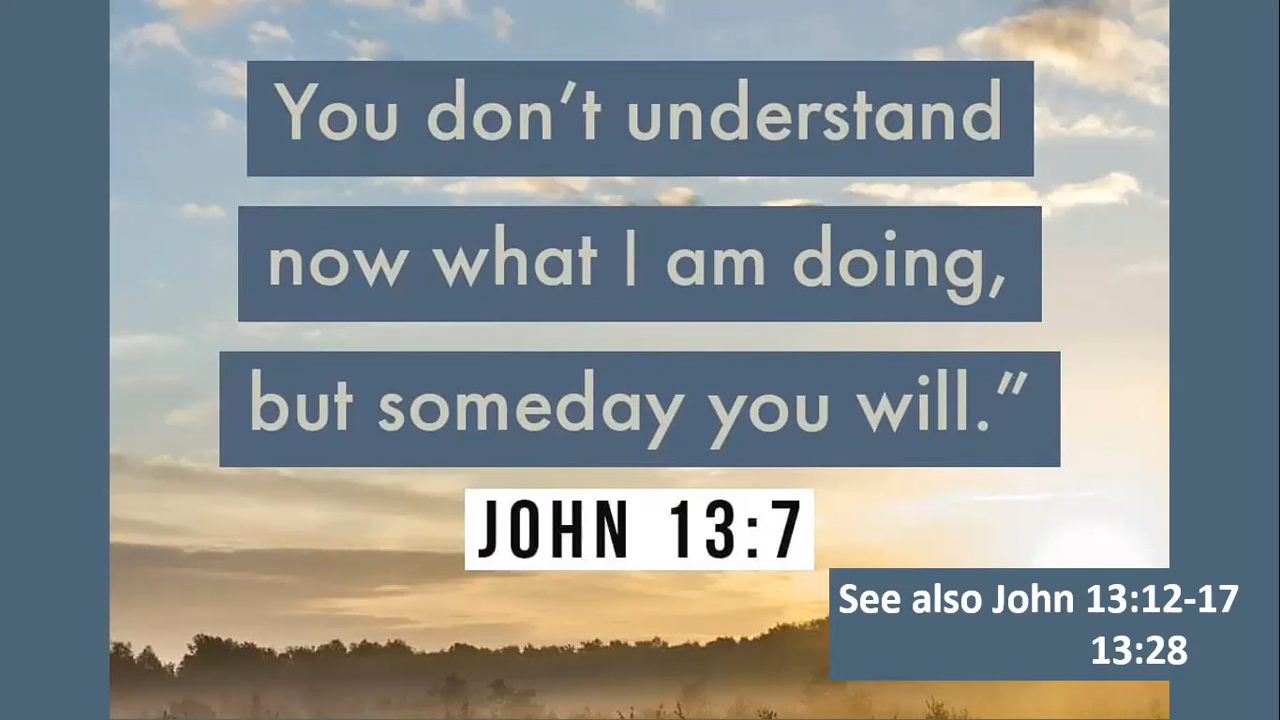 You don’t understand
now what I am doing,
but someday you will.”
JOHN 13:7
See also John 13:12-17
13:28